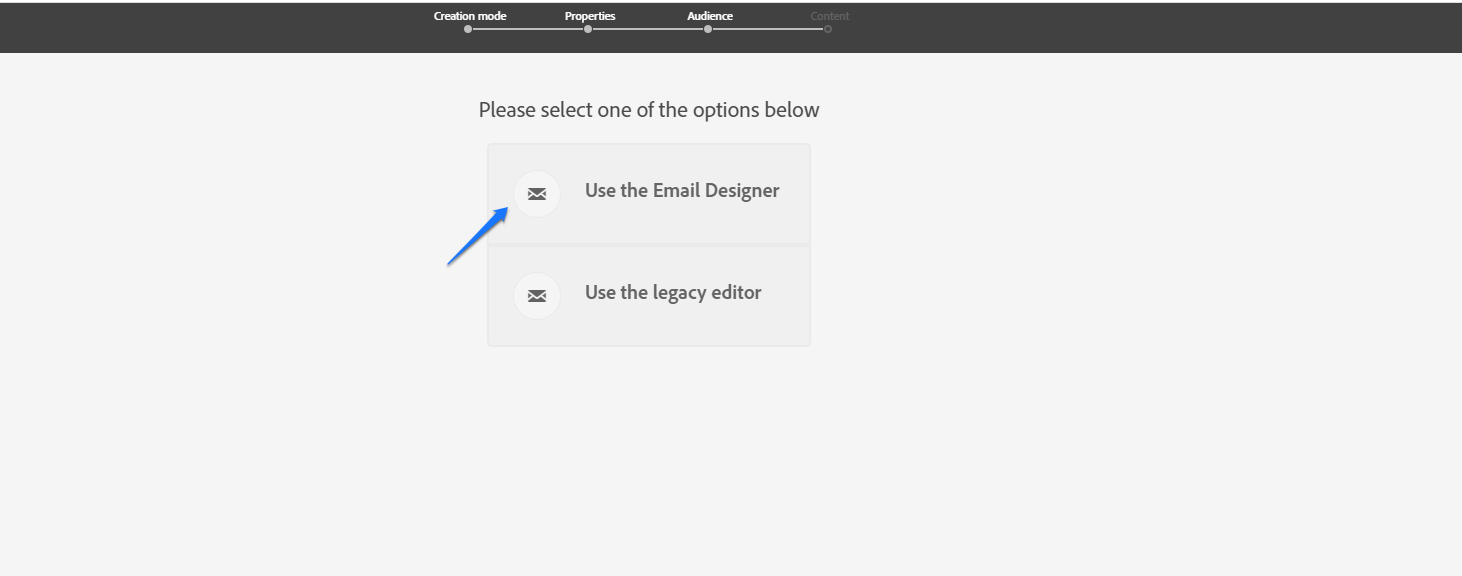 Creation mode Properties Audience Content
Please select one of the options below
Use the Email Designer
Use the legacy editor